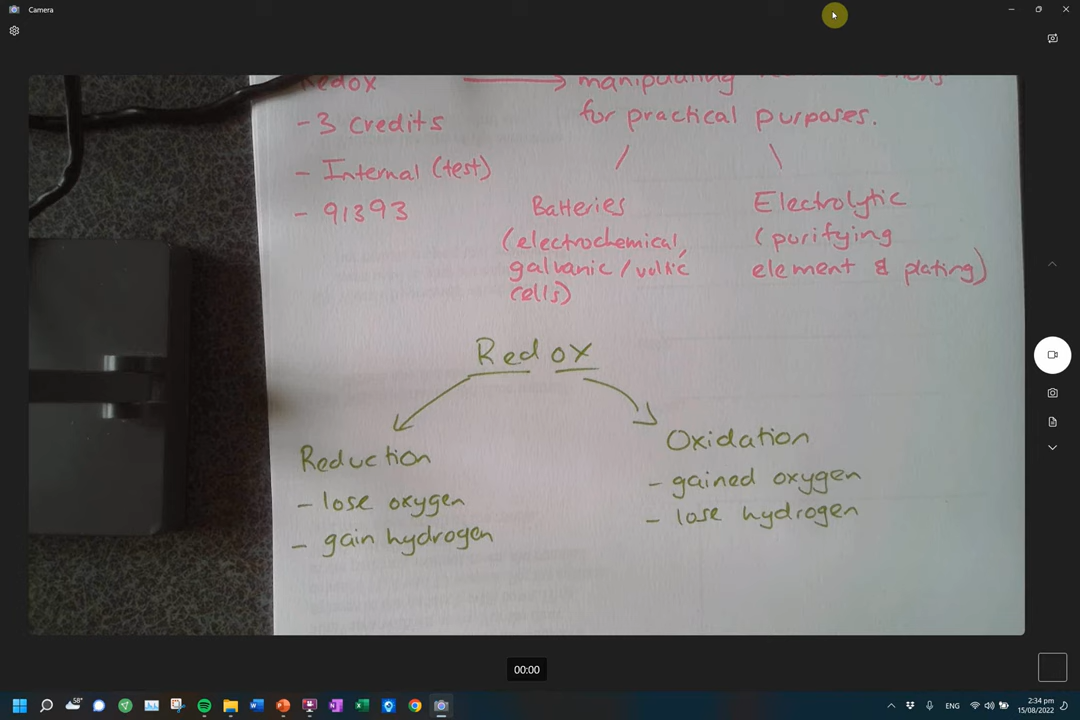 Camera
Redox → manipulating
- 3 credits
for practical purposes.
- Internal (test)
- 91393
Batteries
(electrochemical,
galvanic / voltic
cells)
Electrolytic
(purifying
element & plating)
Redox
Reduction
- lose oxygen
- gain hydrogen
Oxidation
- gained oxygen
- lose hydrogen
00:00
58°
ENG
2:34 pm
15/08/2022